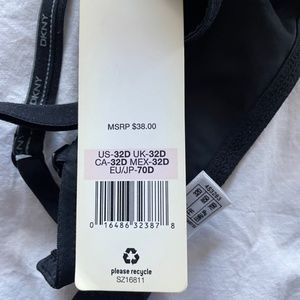 DKNY
MSRP $38.00
US-32D UK-32D
CA-32D MEX-32D
EU/JP-70D
0 16486 32387 8
please recycle
SZ16811